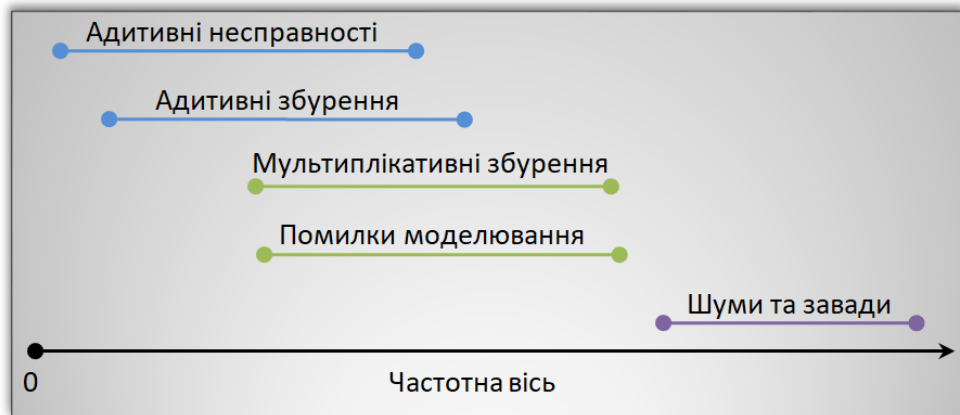 Адитивні несправності
Адитивні збурення
Мультиплікативні збурення
Помилки моделювання
Шуми та завади
0
Частотна вісь